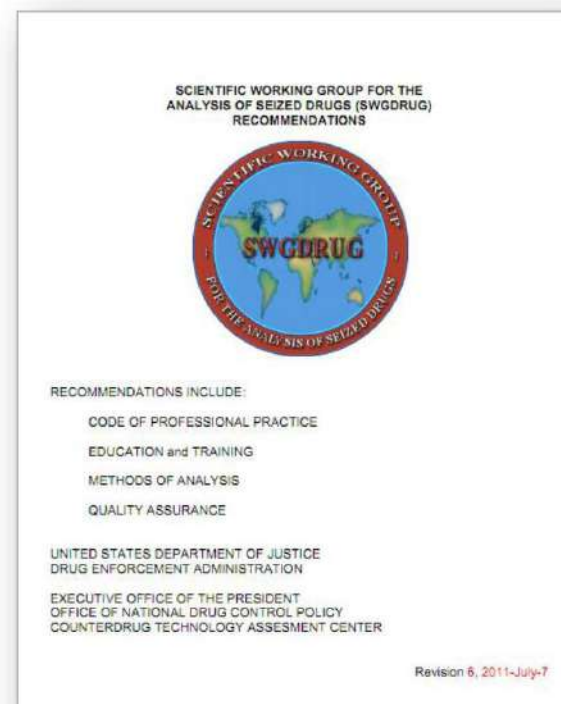 SCIENTIFIC WORKING GROUP FOR THE
ANALYSIS OF SEIZED DRUGS (SWGDRUG)
RECOMMENDATIONS
SCIENTIFIC WORKING GROUP
SWGDRUG
FOR THE ANALYSIS OF SEIZED DRUGS
RECOMMENDATIONS INCLUDE:
CODE OF PROFESSIONAL PRACTICE
EDUCATION and TRAINING
METHODS OF ANALYSIS
QUALITY ASSURANCE
UNITED STATES DEPARTMENT OF JUSTICE
DRUG ENFORCEMENT ADMINISTRATION
EXECUTIVE OFFICE OF THE PRESIDENT
OFFICE OF NATIONAL DRUG CONTROL POLICY
COUNTERDRUG TECHNOLOGY ASSESMENT CENTER
Revision 6, 2011-July-7